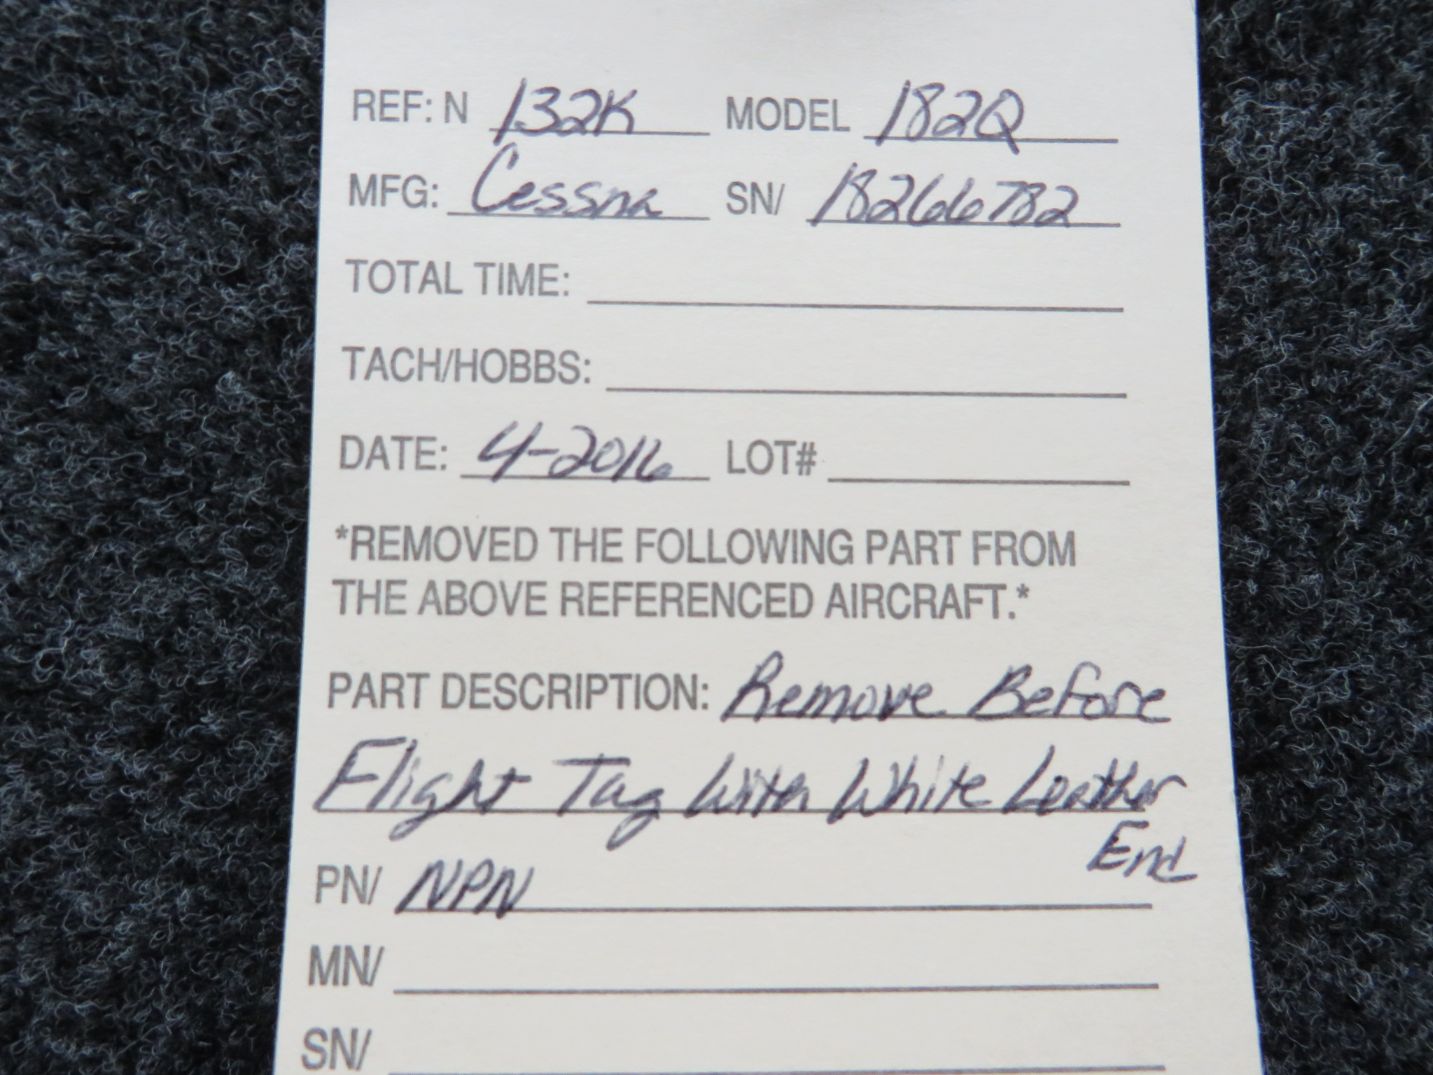 REF: N 132K MODEL 182Q
MFG: Cessna SN/ 18266782
TOTAL TIME:
TACH/HOBBS:
DATE: 4-2016 LOT#
*REMOVED THE FOLLOWING PART FROM
THE ABOVE REFERENCED AIRCRAFT.*
PART DESCRIPTION: Remove Before
Flight Tag With White Leather
End
PN/ NPN
MN/
SN/